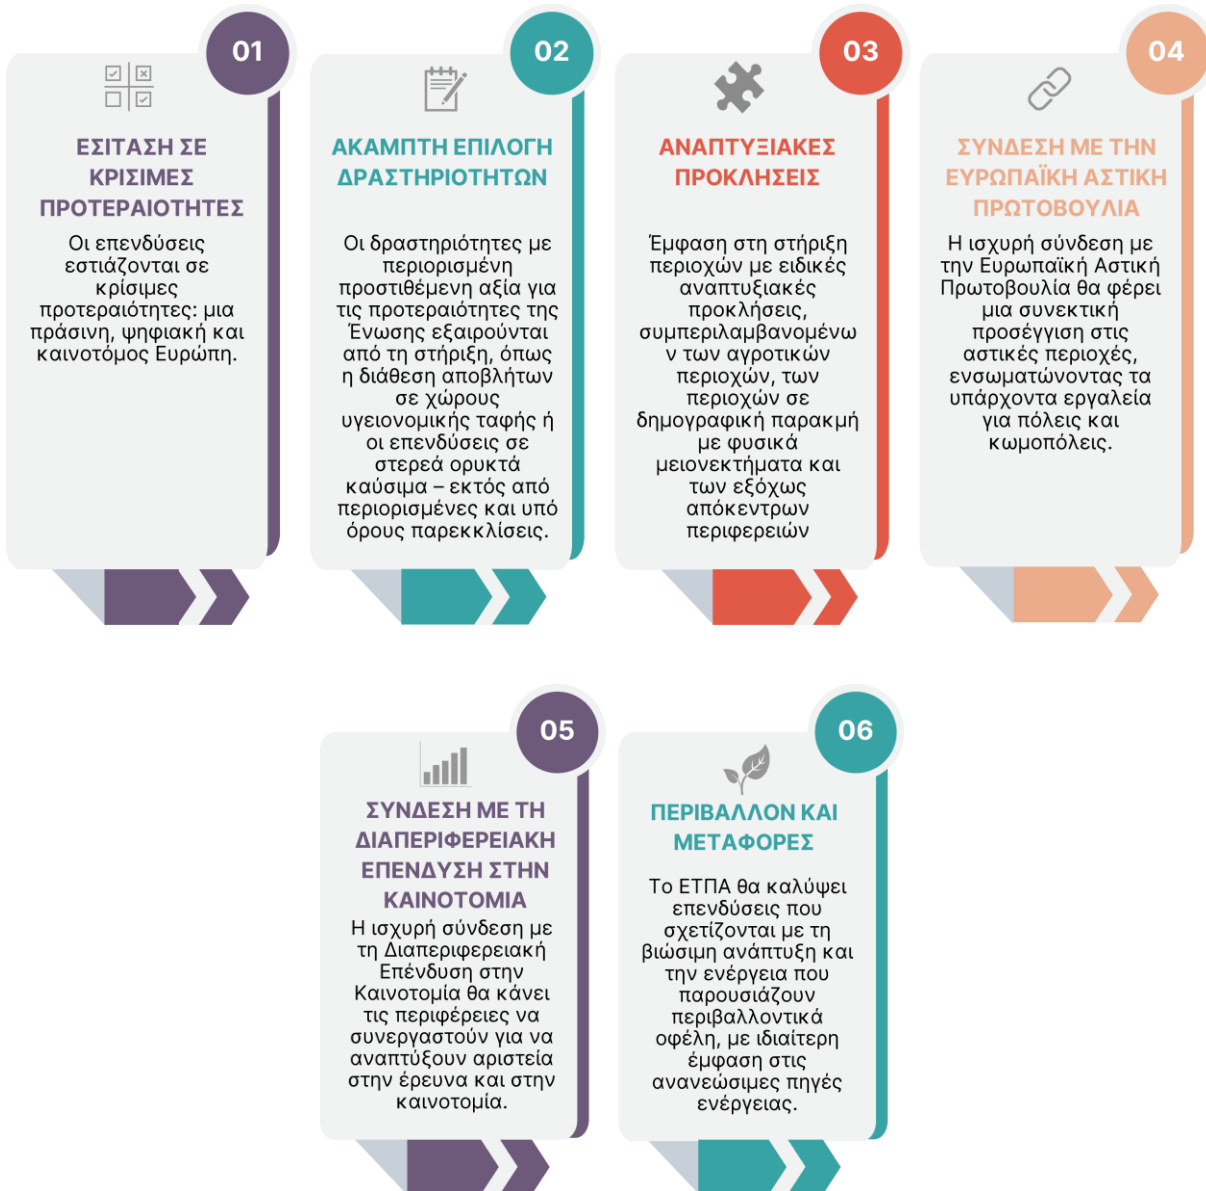 01
ΕΣΙΤΑΣΗ ΣΕ
ΚΡΙΣΙΜΕΣ
ΠΡΟΤΕΡΑΙΟΤΗΤΕΣ
Οι επενδύσεις
εστιάζονται σε
κρίσιμες
προτεραιότητες: μια
πράσινη, ψηφιακή και
καινοτόμος Ευρώπη.
02
ΑΚΑΜΠΤΗ ΕΠΙΛΟΓΗ
ΔΡΑΣΤΗΡΙΟΤΗΤΩΝ
Οι δραστηριότητες με
περιορισμένη
προστιθέμενη αξία για
τις προτεραιότητες της
Ένωσης εξαιρούνται
από τη στήριξη, όπως
η διάθεση αποβλήτων
σε χώρους
υγειονομικής ταφής ή
οι επενδύσεις σε
στερεά ορυκτά
καύσιμα – εκτός από
περιορισμένες και υπό
όρους παρεκκλίσεις.
03
ΑΝΑΠΤΥΞΙΑΚΕΣ
ΠΡΟΚΛΗΣΕΙΣ
Έμφαση στη στήριξη
περιοχών με ειδικές
αναπτυξιακές
προκλήσεις,
συμπεριλαμβανομένω
ν των αγροτικών
περιοχών, των
περιοχών σε
δημογραφική παρακμή
με φυσικά
μειονεκτήματα και
των εξόχως
απόκεντρων
περιφερειών
04
ΣΥΝΔΕΣΗ ΜΕ ΤΗΝ
ΕΥΡΩΠΑΪΚΗ ΑΣΤΙΚΗ
ΠΡΩΤΟΒΟΥΛΙΑ
Η ισχυρή σύνδεση με
την Ευρωπαϊκή Αστική
Πρωτοβουλία θα φέρει
μια συνεκτική
προσέγγιση στις
αστικές περιοχές,
ενσωματώνοντας τα
υπάρχοντα εργαλεία
για πόλεις και
κωμοπόλεις.
05
ΣΥΝΔΕΣΗ ΜΕ ΤΗ
ΔΙΑΠΕΡΙΦΕΡΕΙΑΚΗ
ΕΠΕΝΔΥΣΗ ΣΤΗΝ
ΚΑΙΝΟΤΟΜΙΑ
Η ισχυρή σύνδεση με
τη Διαπεριφερειακή
Επένδυση στην
Καινοτομία θα κάνει
τις περιφέρειες να
συνεργαστούν για να
αναπτύξουν αριστεία
στην έρευνα και στην
καινοτομία.
06
ΠΕΡΙΒΑΛΛΟΝ ΚΑΙ
ΜΕΤΑΦΟΡΕΣ
Το ΕΤΠΑ θα καλύψει
επενδύσεις που
σχετίζονται με τη
βιώσιμη ανάπτυξη και
την ενέργεια που
παρουσιάζουν
περιβαλλοντικά
οφέλη, με ιδιαίτερη
έμφαση στις
ανανεώσιμες πηγές
ενέργειας.